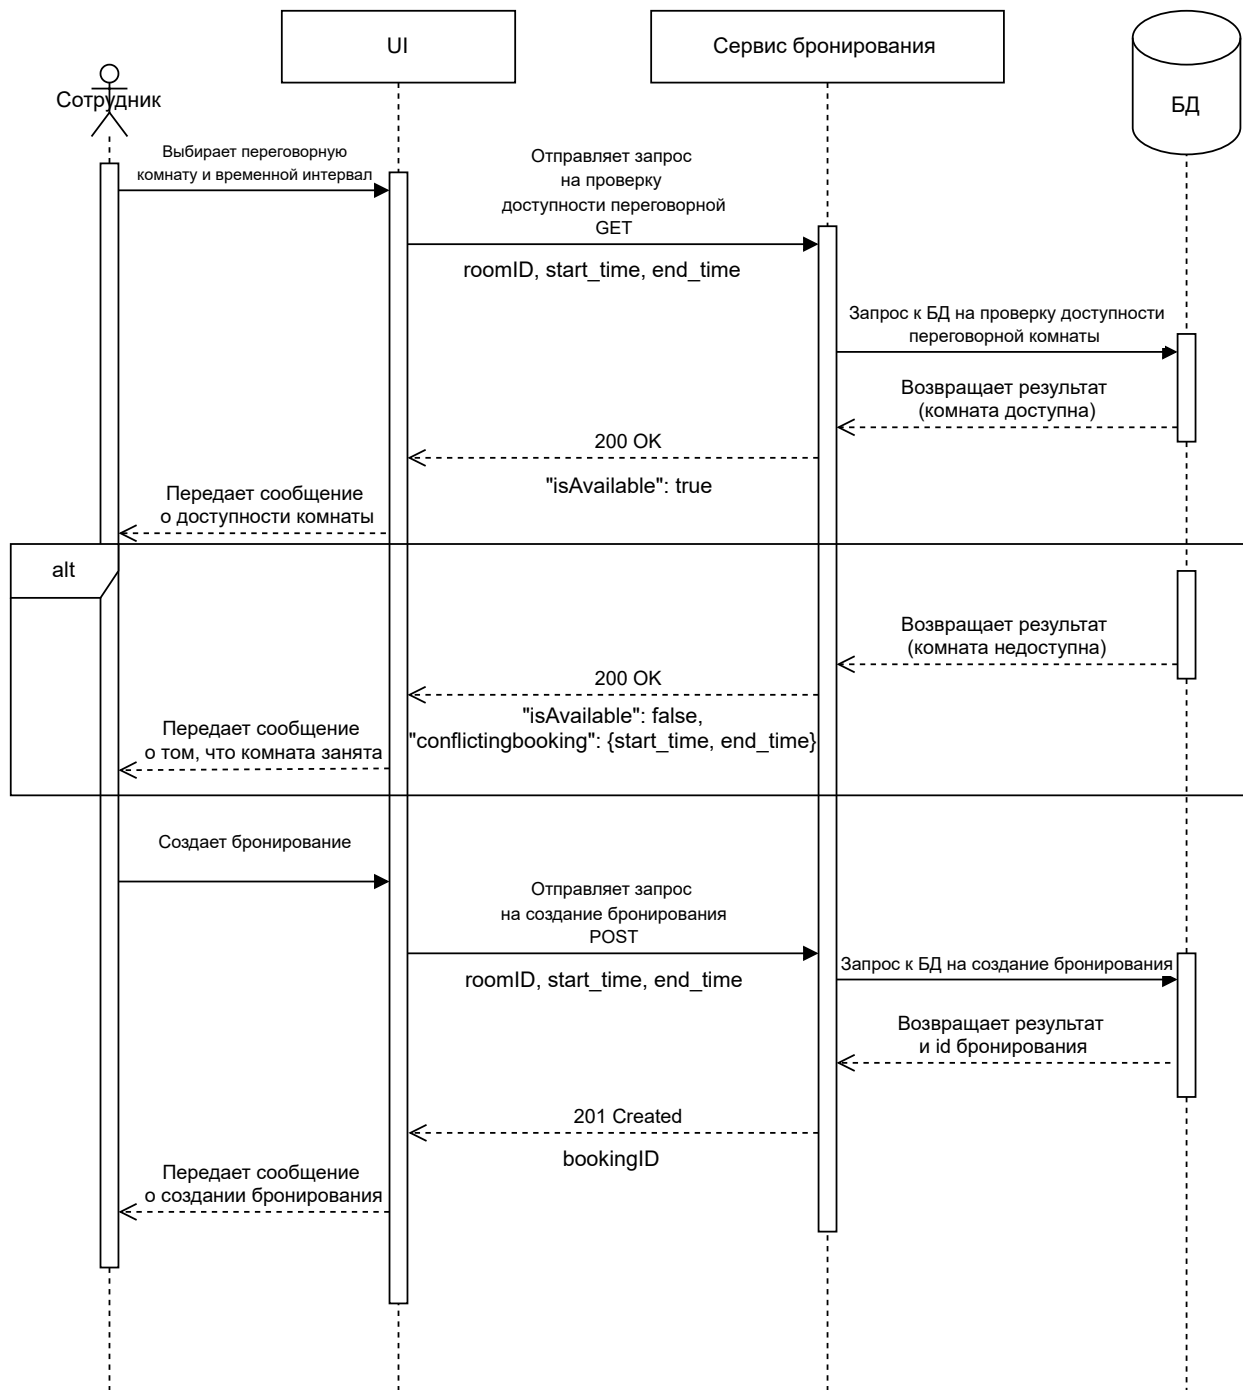 UI
Сервис бронирования
БД
Сотрудник
Выбирает переговорную
комнату и временной интервал
Отправляет запрос
на проверку
доступности переговорной
GET
roomID, start_time, end_time
Запрос к БД на проверку доступности
переговорной комнаты
Возвращает результат
(комната доступна)
200 OK
"isAvailable": true
Передает сообщение
о доступности комнаты
alt
Возвращает результат
(комната недоступна)
200 OK
"isAvailable": false,
"conflictingbooking": {start_time, end_time}
Передает сообщение
о том, что комната занята
Создает бронирование
Отправляет запрос
на создание бронирования
POST
roomID, start_time, end_time
Запрос к БД на создание бронирования
Возвращает результат
и id бронирования
201 Created
bookingID
Передает сообщение
о создании бронирования